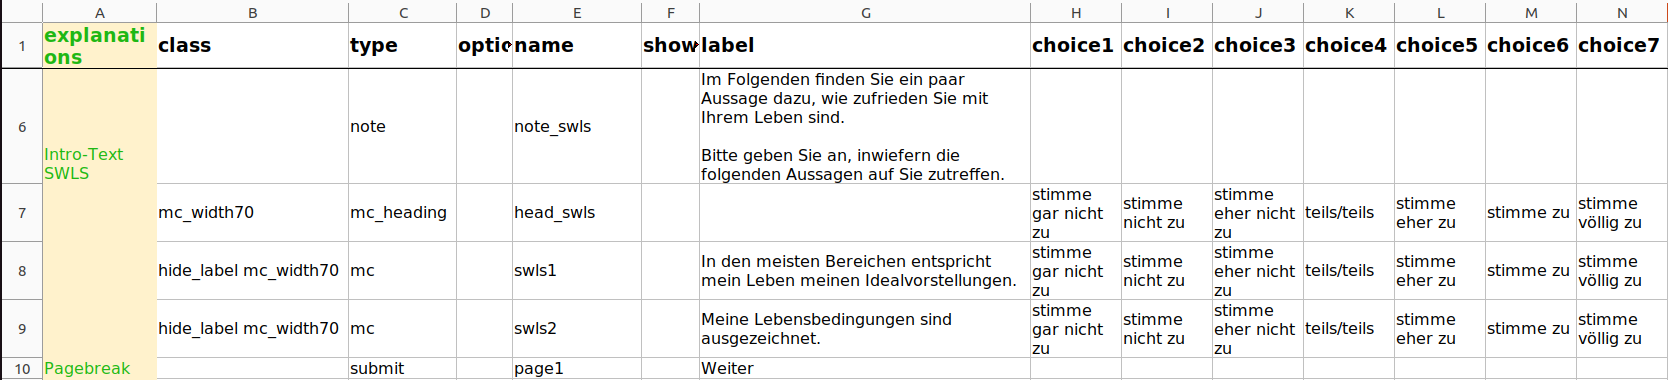 A B C D E F G H I J K L M N
1 explanati class type optio name show label choice1 choice2 choice3 choice4 choice5 choice6 choice7
ons
Im Folgenden finden Sie ein paar
Aussage dazu, wie zufrieden Sie mit
Ihrem Leben sind.
6 note note_swls
Intro-Text
SWLS
Bitte geben Sie an, inwiefern die
folgenden Aussagen auf Sie zutreffen.
7 mc_width70 mc_heading head_swls
stimme
gar nicht
zu
stimme
nicht zu
stimme
eher nicht
zu
teils/teils
stimme
eher zu
stimme zu
stimme
völlig zu
8 hide_label mc_width70 mc swls1
In den meisten Bereichen entspricht
mein Leben meinen Idealvorstellungen.
stimme
gar nicht
zu
stimme
nicht zu
stimme
eher nicht
zu
teils/teils
stimme
eher zu
stimme zu
stimme
völlig zu
9 hide_label mc_width70 mc swls2
Meine Lebensbedingungen sind
ausgezeichnet.
stimme
gar nicht
zu
stimme
nicht zu
stimme
eher nicht
zu
teils/teils
stimme
eher zu
stimme zu
stimme
völlig zu
10 Pagebreak submit page1 Weiter